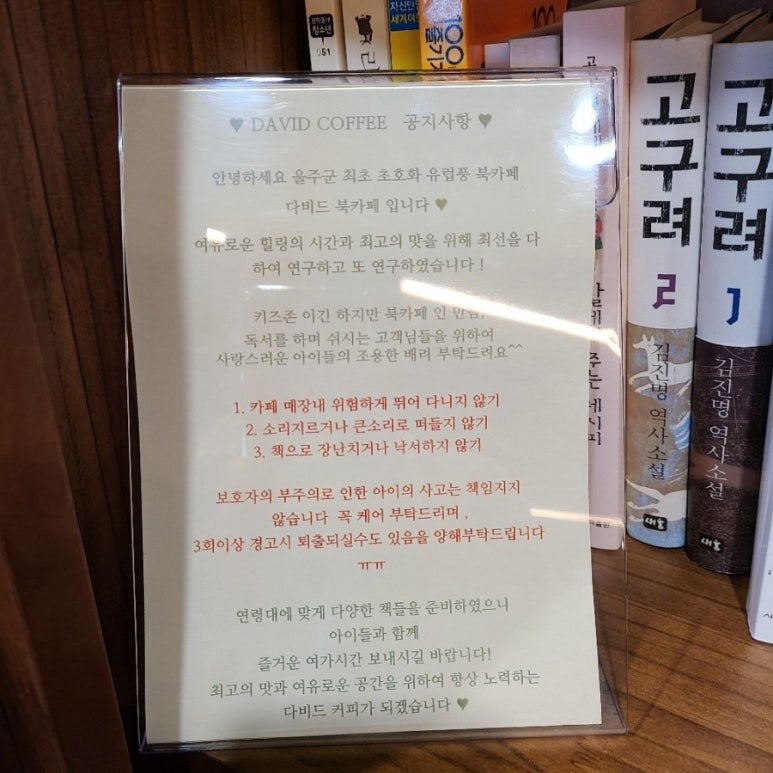 ♥ DAVID COFFEE 공지사항 ♥
안녕하세요 울주군 최초 초호화 유럽풍 북카페
다비드 북카페 입니다 ♥
여유로운 힐링의 시간과 최고의 맛을 위해 최선을 다
하여 연구하고 또 연구하였습니다 !
키즈존 이긴 하지만 북카페 인 만큼,
독서를 하며 쉬시는 고객님들을 위하여
사랑스러운 아이들의 조용한 배려 부탁드려요^^
1. 카페 매장내 위험하게 뛰어 다니지 않기
2. 소리지르거나 큰소리로 떠들지 않기
3. 책으로 장난치거나 낙서하지 않기
보호자의 부주의로 인한 아이의 사고는 책임지지
않습니다 꼭 케어 부탁드리며 ,
3회이상 경고시 퇴출되실수도 있음을 양해부탁드립니다
ㅠㅠ
연령대에 맞게 다양한 책들을 준비하였으니
아이들과 함께
즐거운 여가시간 보내시길 바랍니다!
최고의 맛과 여유로운 공간을 위하여 항상 노력하는
다비드 커피가 되겠습니다 ♥
청소년
051
세계
100
100
고구려
2
김진명 역사소설
새움
고구려
1
김진명 역사소설
새움